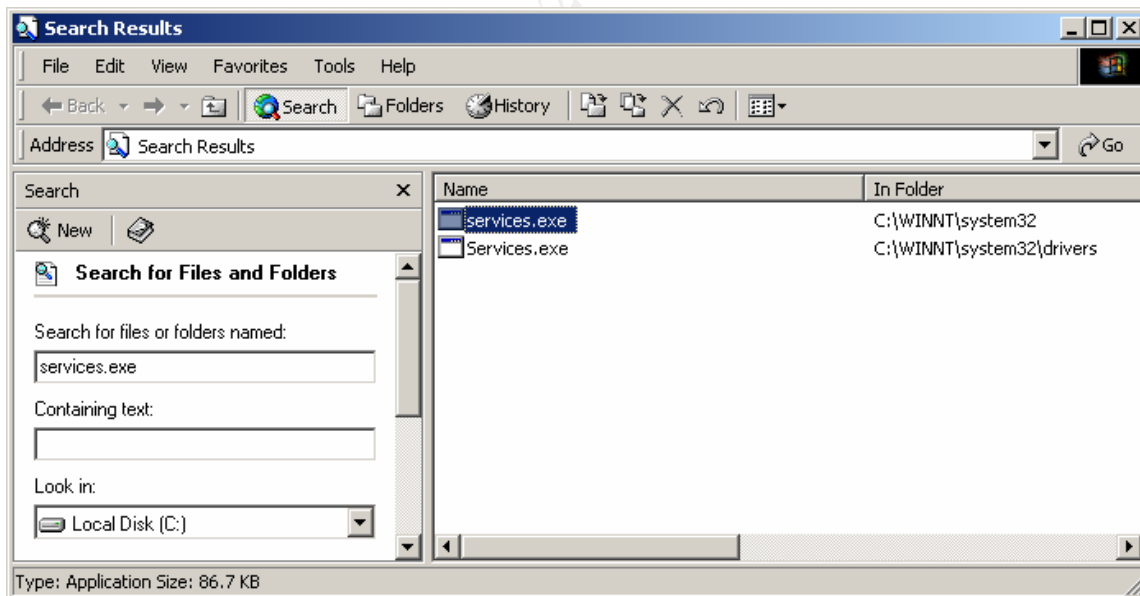 Search Results
File Edit View Favorites Tools Help
Back Search Folders History
Address Search Results Go
Search
New
Search for Files and Folders
Search for files or folders named:
services.exe
Containing text:
Look in:
Local Disk (C:)
Name In Folder
services.exe C:\WINNT\system32
Services.exe C:\WINNT\system32\drivers
Type: Application Size: 86.7 KB